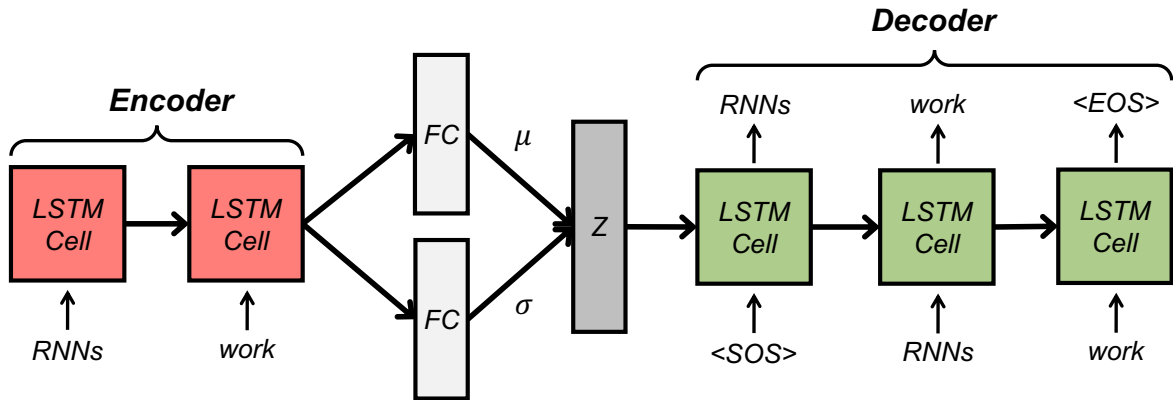 Decoder
Encoder
RNNs work <EOS>
FC
μ
LSTM
Cell
LSTM
Cell
Z
LSTM
Cell
LSTM
Cell
LSTM
Cell
FC
σ
RNNs work
<SOS> RNNs work